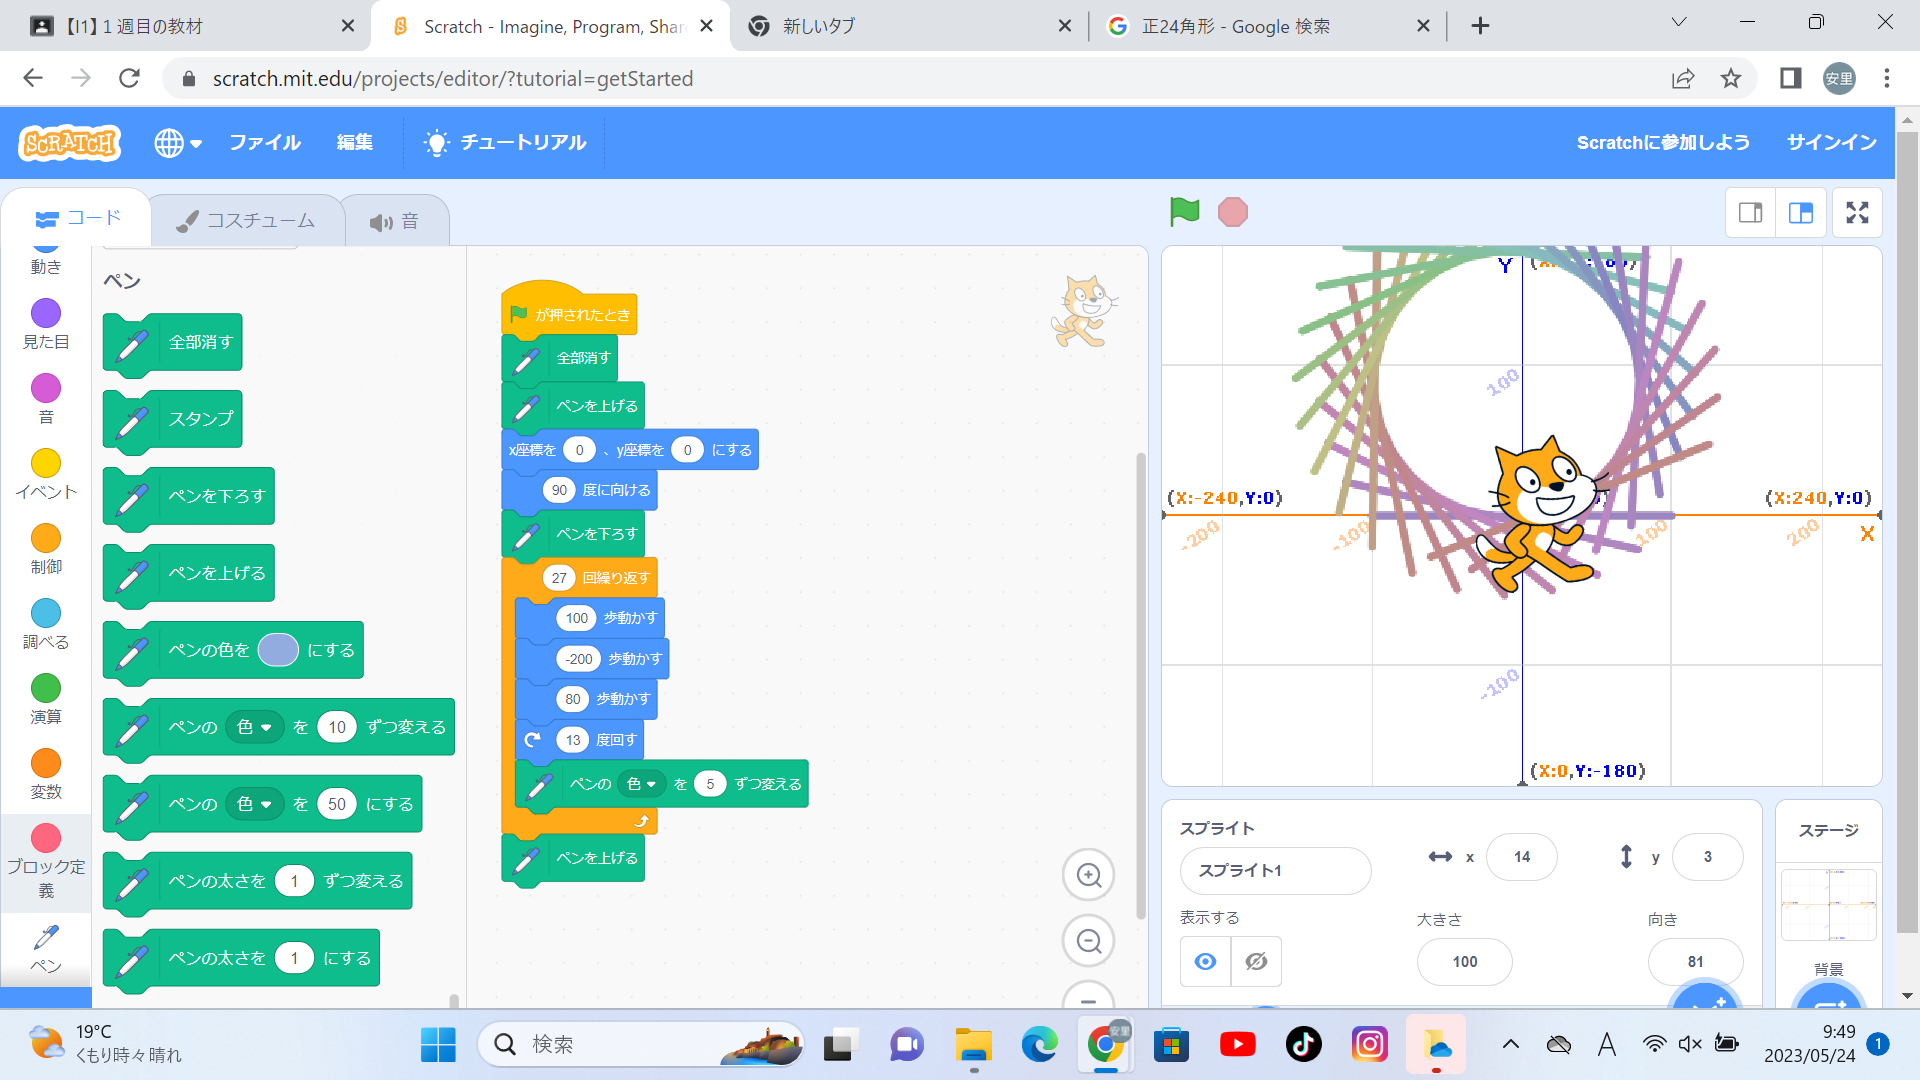 【I1】1 週目の教材
Scratch - Imagine, Program, Shar
新しいタブ
正24角形 - Google 検索
scratch.mit.edu/projects/editor/?tutorial=getStarted
安里
SCRATCH
ファイル
編集
チュートリアル
Scratchに参加しよう
サインイン
コード
コスチューム
音
動き
見た目
音
イベント
制御
調べる
演算
変数
ブロック定義
ペン
ペン
全部消す
スタンプ
ペンを下ろす
ペンを上げる
ペンの色を にする
ペンの 色 を 10 ずつ変える
ペンの 色 を 50 にする
ペンの太さを 1 ずつ変える
ペンの太さを 1 にする
が押されたとき
全部消す
ペンを上げる
x座標を 0 、y座標を 0 にする
90 度に向ける
ペンを下ろす
27 回繰り返す
100 歩動かす
-200 歩動かす
80 歩動かす
13 度回す
ペンの 色 を 5 ずつ変える
ペンを上げる
Y
100
(X:-240,Y:0)
(X:240,Y:0)
-200
-100
100
200
X
-100
(X:0,Y:-180)
スプライト
スプライト1
x 14
y 3
表示する
大きさ
100
向き
81
ステージ
背景
19°C
くもり時々晴れ
検索
安里
A
9:49
2023/05/24
1